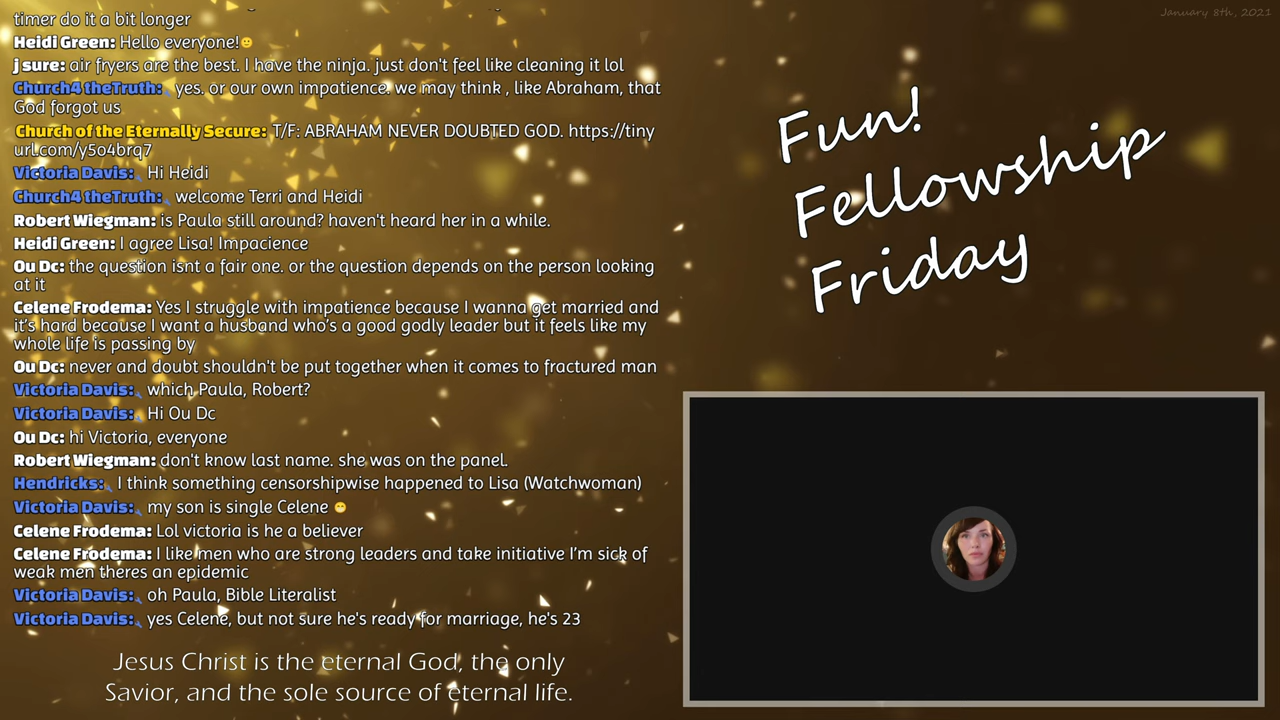 timer do it a bit longer
Heidi Green: Hello everyone!🙂
j sure: air fryers are the best. I have the ninja. just don't feel like cleaning it lol
Church4theTruth: yes. or our own impatience. we may think , like Abraham, that
God forgot us
Church of the Eternally Secure: T/F: ABRAHAM NEVER DOUBTED GOD. https://tiny
url.com/y5o4brq7
Victoria Davis: Hi Heidi
Church4theTruth: welcome Terri and Heidi
Robert Wiegman: is Paula still around? haven't heard her in a while.
Heidi Green: I agree Lisa! Impacience
Ou Dc: the question isnt a fair one. or the question depends on the person looking
at it
Celene Frodema: Yes I struggle with impatience because I wanna get married and
it's hard because I want a husband who's a good godly leader but it feels like my
whole life is passing by
Ou Dc: never and doubt shouldn't be put together when it comes to fractured man
Victoria Davis: which Paula, Robert?
Victoria Davis: Hi Ou Dc
Ou Dc: hi Victoria, everyone
Robert Wiegman: don't know last name. she was on the panel.
Hendricks: I think something censorshipwise happened to Lisa (Watchwoman)
Victoria Davis: my son is single Celene 😁
Celene Frodema: Lol victoria is he a believer
Celene Frodema: I like men who are strong leaders and take initiative I'm sick of
weak men theres an epidemic
Victoria Davis: oh Paula, Bible Literalist
Victoria Davis: yes Celene, but not sure he's ready for marriage, he's 23
Jesus Christ is the eternal God, the only
Savior, and the sole source of eternal life.
January 8th, 2021
Fun!
Fellowship
Friday